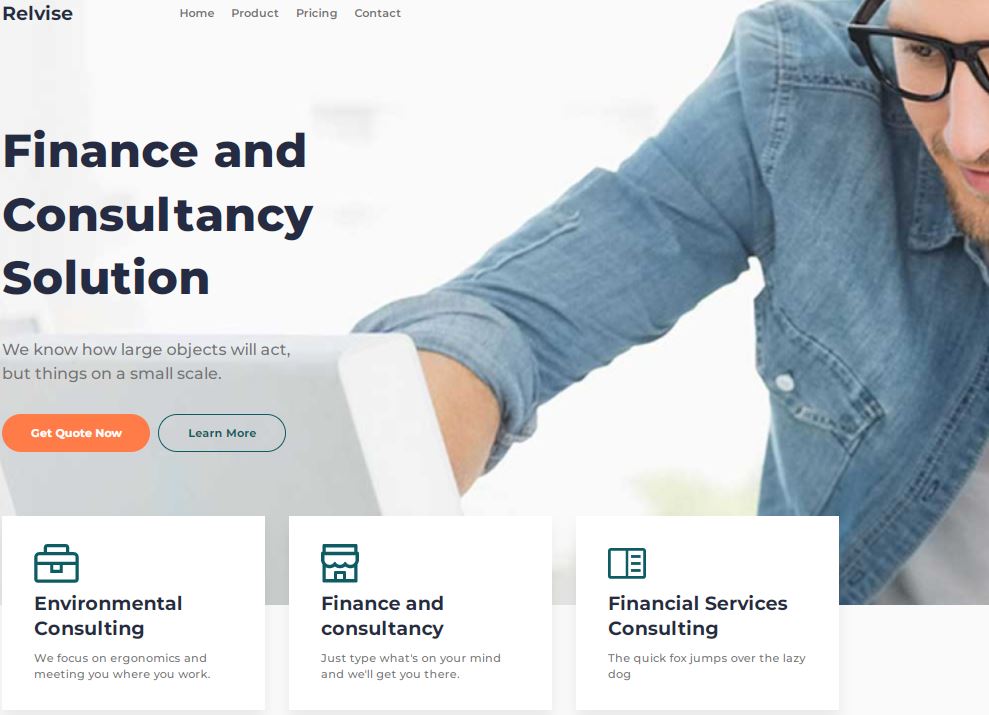 Relvise
Home Product Pricing Contact
Finance and
Consultancy
Solution
We know how large objects will act,
but things on a small scale.
Get Quote Now
Learn More
Environmental
Consulting
We focus on ergonomics and
meeting you where you work.
Finance and
consultancy
Just type what's on your mind
and we'll get you there.
Financial Services
Consulting
The quick fox jumps over the lazy
dog